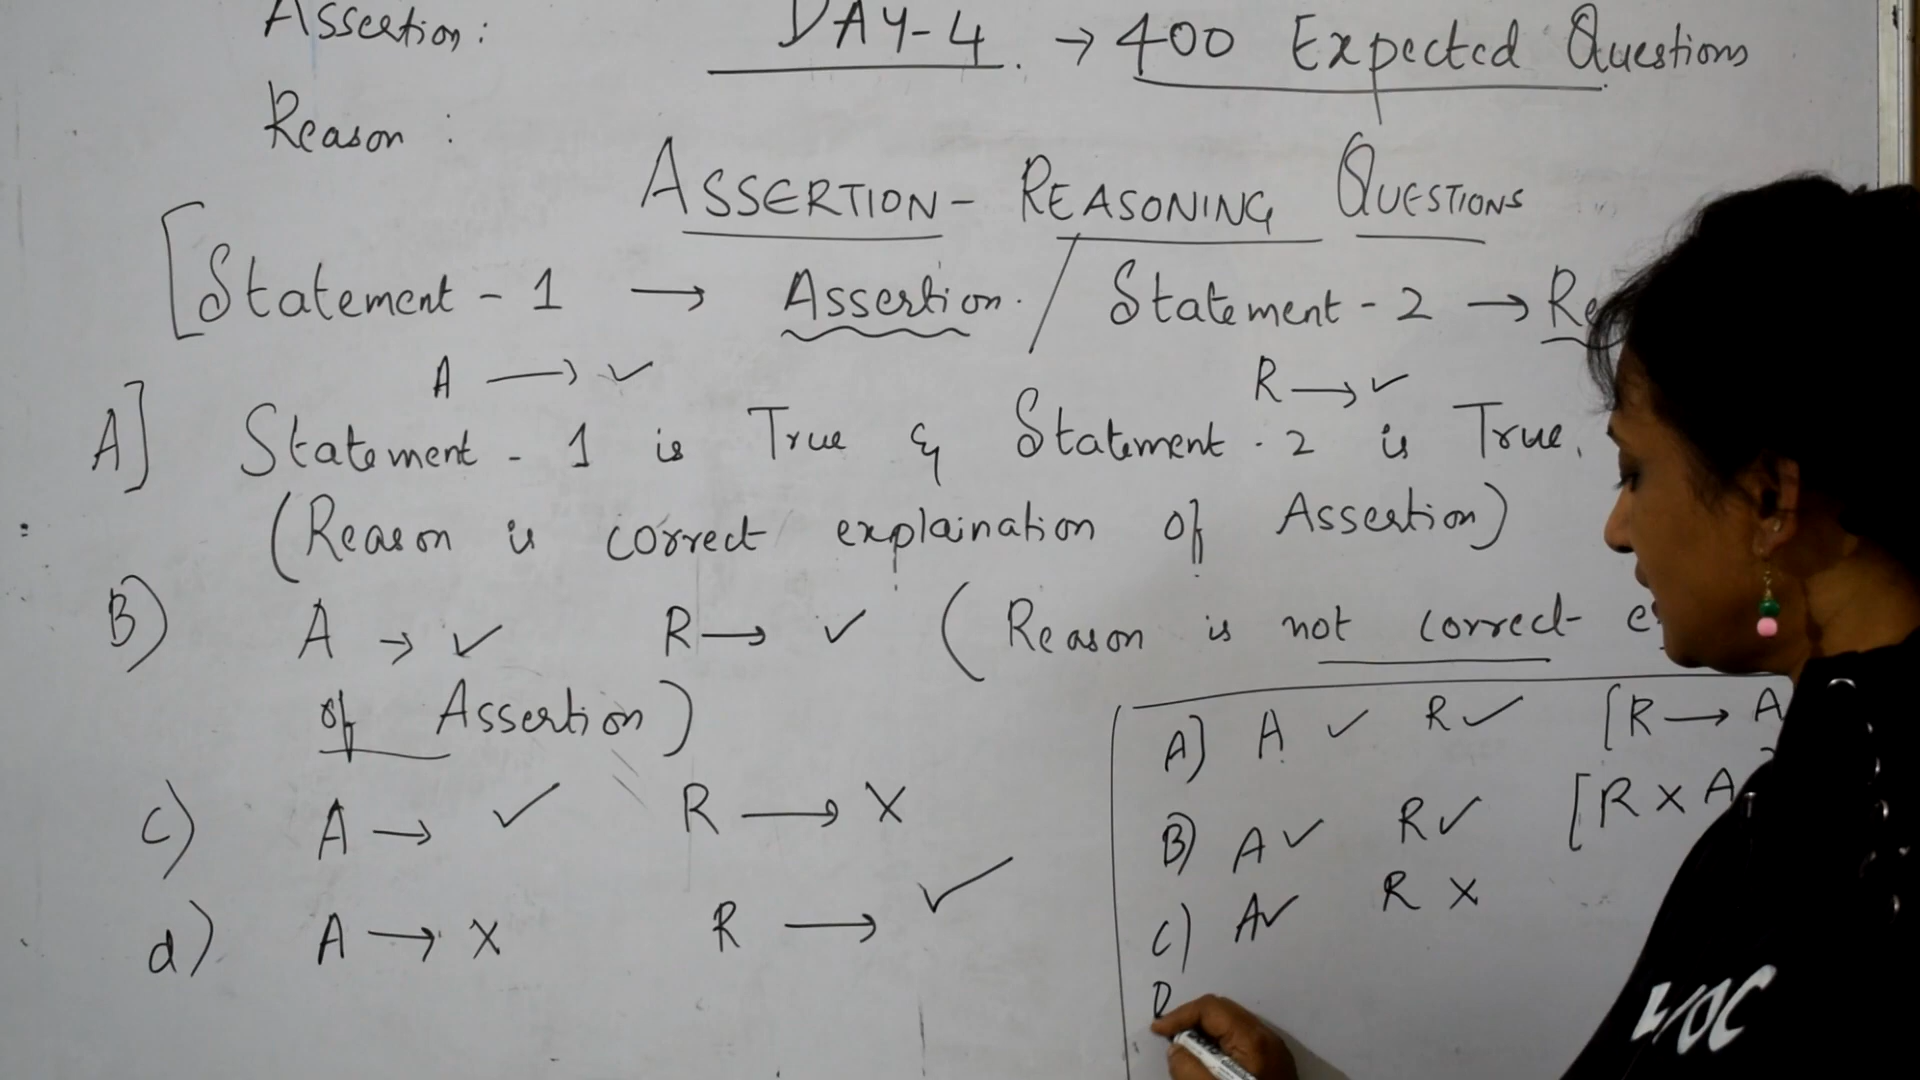 Assertion :
DAY-4 . → 400 Expected Questions
Reason :
ASSERTION - REASONING QUESTIONS
[Statement - 1 → Assertion. / Statement - 2 → Re
A → ✓ R → ✓
A] Statement - 1 is True & Statement - 2 is True.
(Reason is correct explaination of Assertion)
B) A → ✓ R → ✓ (Reason is not correct e
of Assertion)
c) A → ✓ R → X
d) A → X R → ✓
A) A ✓ R ✓ [R → A
B) A ✓ R ✓ [R X A
C) A ✓ R X
D